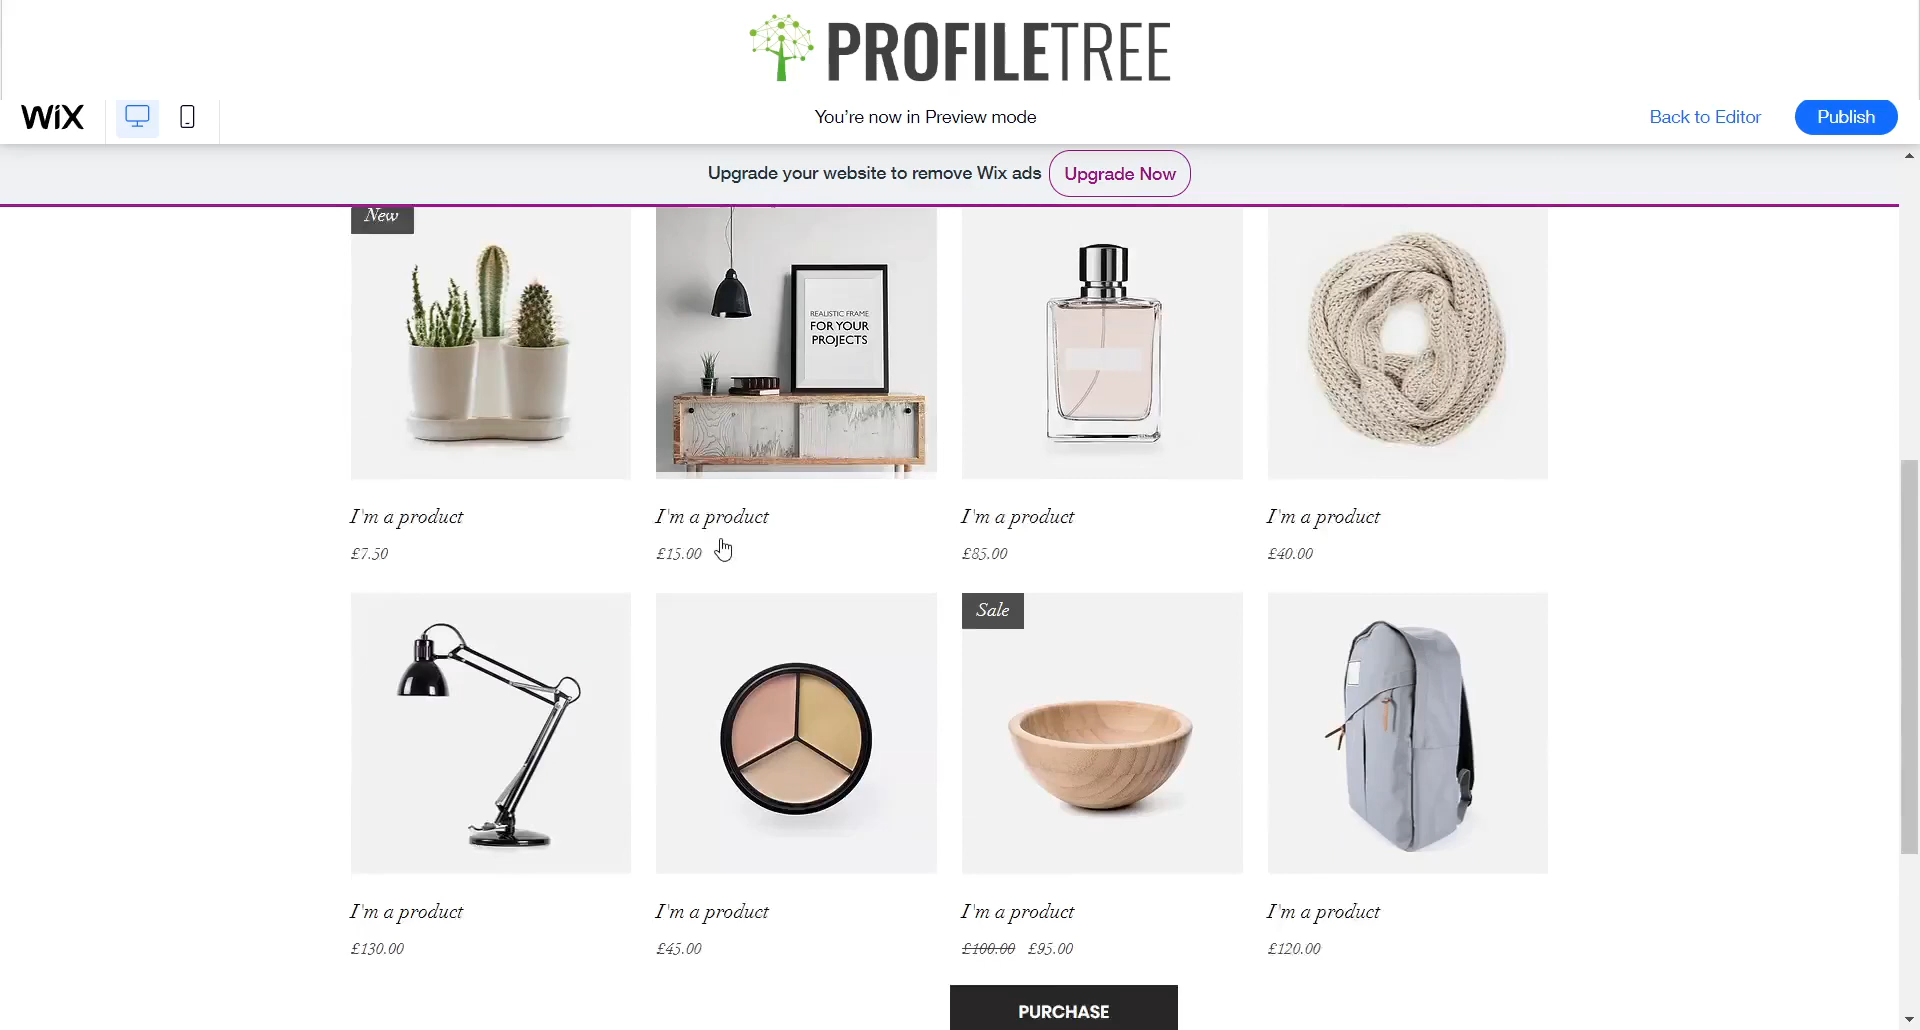 PROFILETREE
WiX
You're now in Preview mode
Back to Editor
Publish
Upgrade your website to remove Wix ads
Upgrade Now
New
REALISTIC FRAME
FOR YOUR
PROJECTS
I'm a product
I'm a product
I'm a product
I'm a product
£7.50
£15.00
£85.00
£40.00
Sale
I'm a product
I'm a product
I'm a product
I'm a product
£130.00
£45.00
£100.00 £95.00
£120.00
PURCHASE